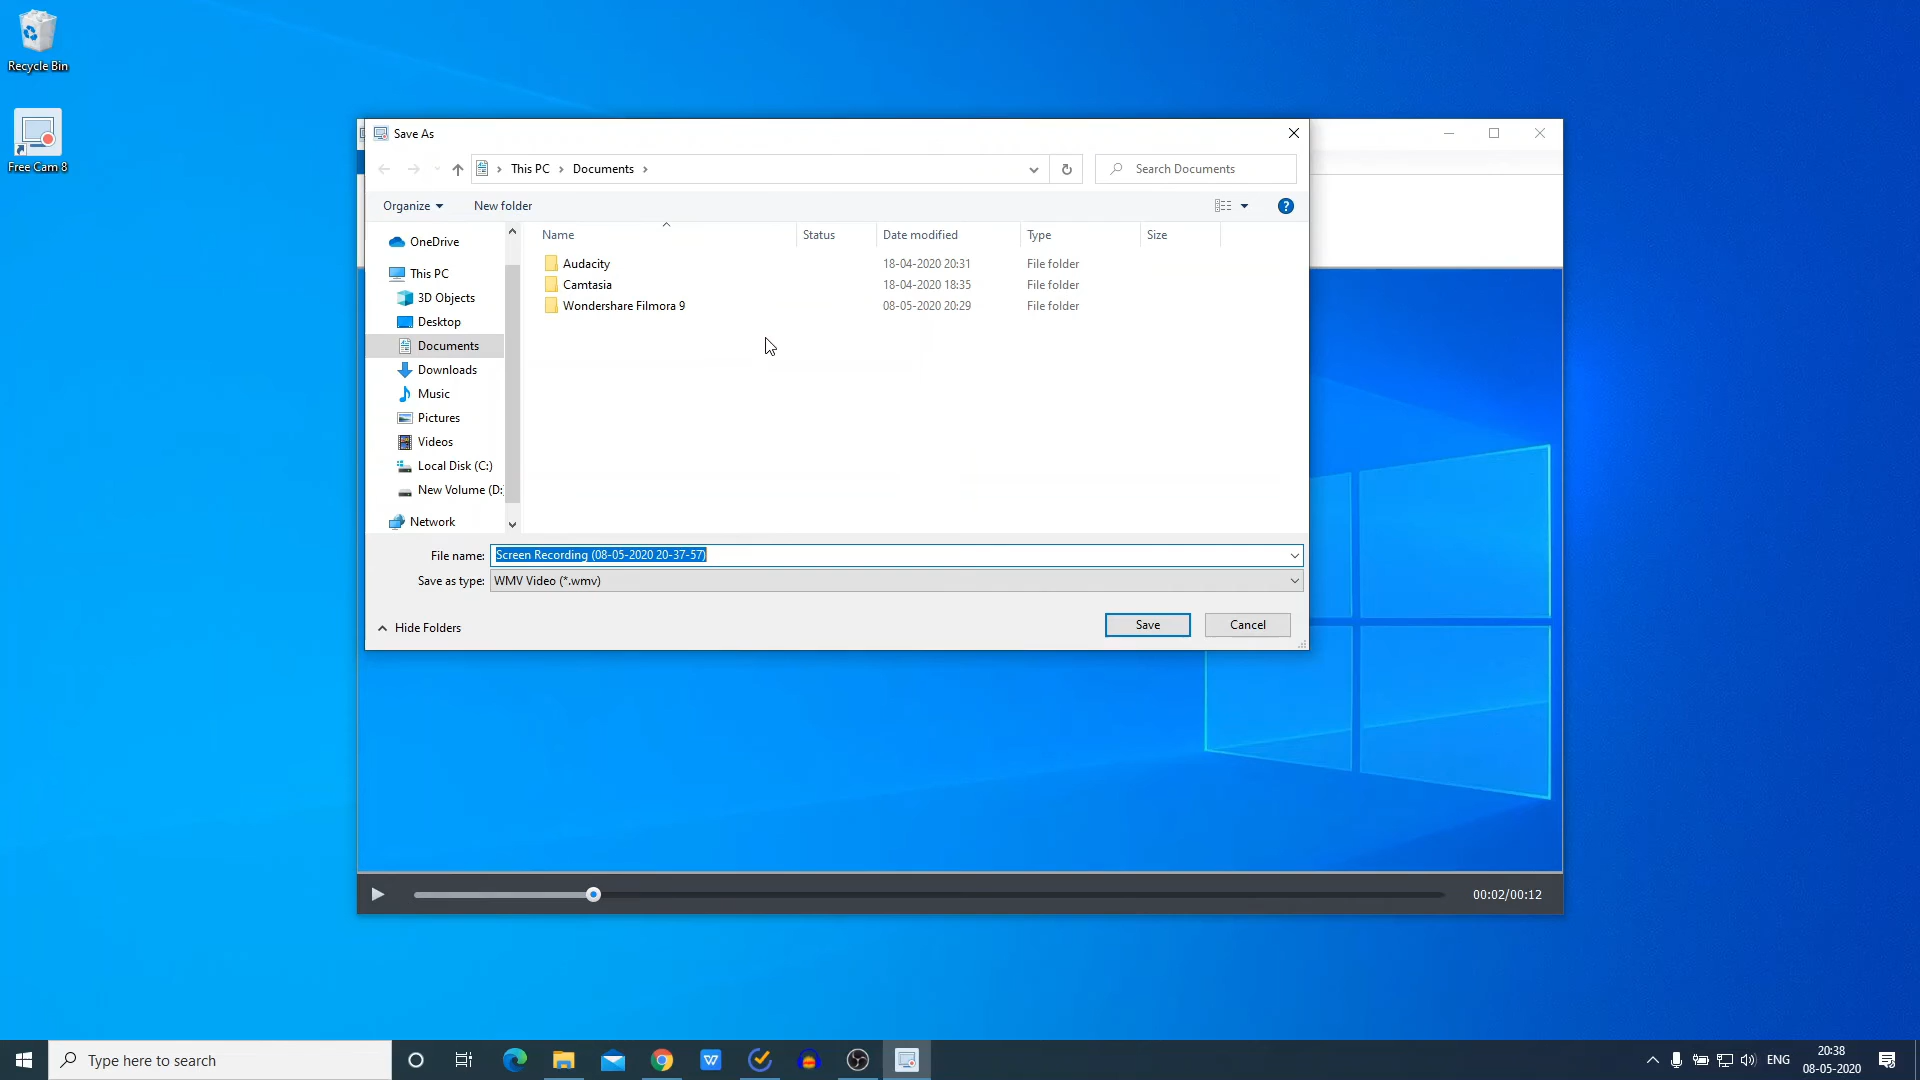 Recycle Bin
Free Cam 8
Save As
This PC
Documents
Search Documents
Organize
New folder
?
Name
Status
Date modified
Type
Size
OneDrive
This PC
3D Objects
Desktop
Documents
Downloads
Music
Pictures
Videos
Local Disk (C:)
New Volume (D:
Network
Audacity 18-04-2020 20:31 File folder
Camtasia 18-04-2020 18:35 File folder
Wondershare Filmora 9 08-05-2020 20:29 File folder
File name: Screen Recording (08-05-2020 20-37-57)
Save as type: WMV Video (*.wmv)
Hide Folders
Save
Cancel
00:02/00:12
Type here to search
W
ENG
20:38
08-05-2020